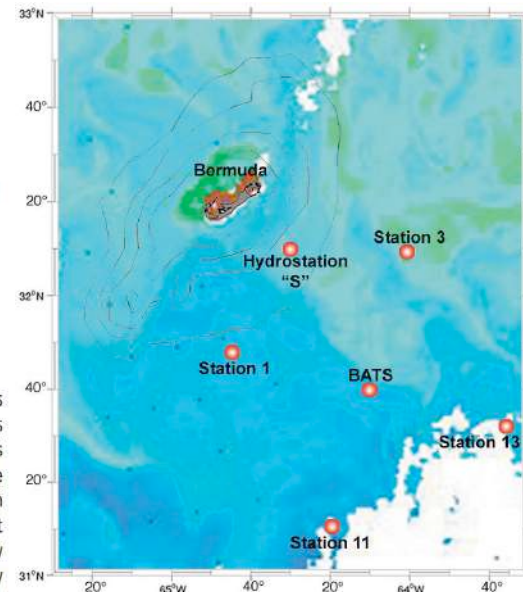 33°N
40°
Bermuda
20°
Station 3
Hydrostation
"S"
32°N
Station 1
BATS
40°
Station 13
20°
Station 11
31°N
20° 65°W 40° 20° 64°W 40°